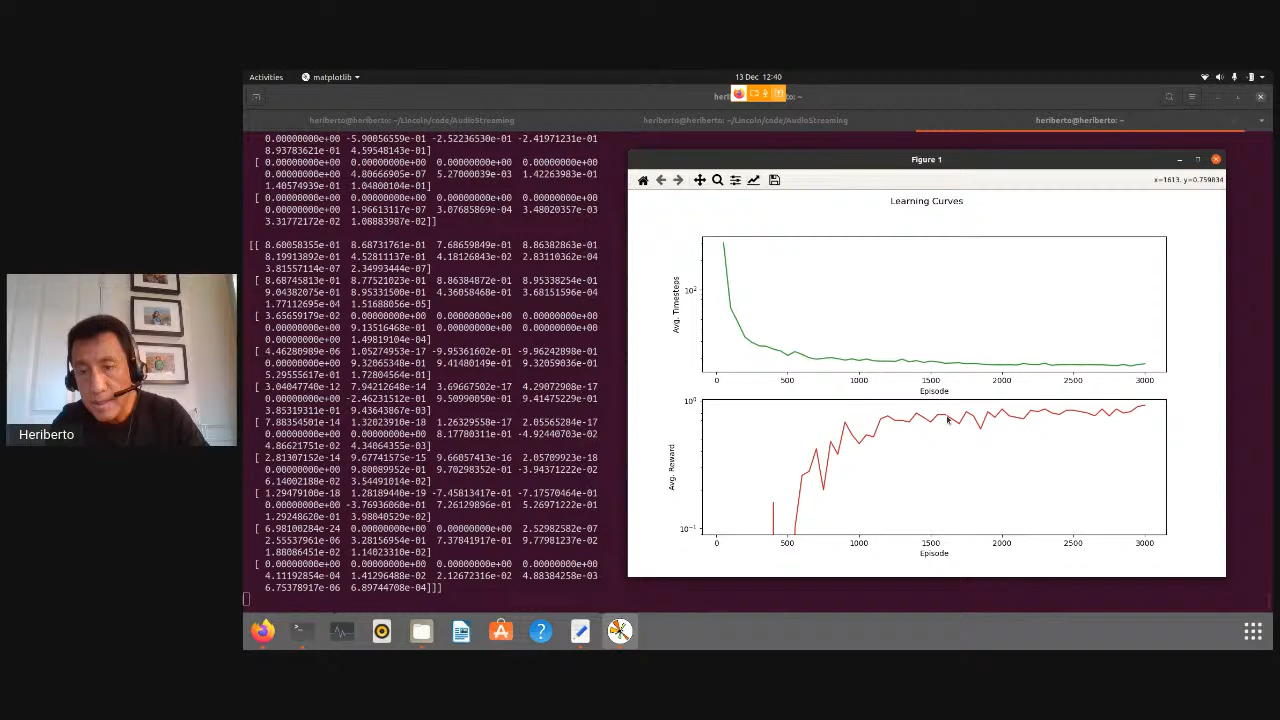 Activities
matplotlib
13 Dec 12:40
heriberto@heriberto: ~/Lincoln/code/AudioStreaming
heriberto@heriberto: ~/Lincoln/code/AudioStreaming
heriberto@heriberto: ~
0.00000000e+00 -5.90056559e-01 -2.52236530e-01 -2.41971231e-01
8.93783621e-01 4.59548143e-01]
[ 0.00000000e+00 0.00000000e+00 0.00000000e+00 0.00000000e+00
0.00000000e+00 4.80666905e-07 5.27000039e-03 1.42263983e-01
1.40574939e-01 1.04800104e-01]
[ 0.00000000e+00 0.00000000e+00 0.00000000e+00 0.00000000e+00
0.00000000e+00 1.96613117e-07 3.07685869e-04 3.48020357e-03
3.31772172e-02 1.08883987e-02]]
[[ 8.60058355e-01 8.68731761e-01 7.68659849e-01 8.86382863e-01
8.19913892e-01 4.52811137e-01 4.18126843e-02 2.83110362e-04
3.81557114e-07 2.34993444e-07]
[ 8.68745813e-01 8.77521023e-01 8.86384872e-01 8.95338254e-01
9.04382075e-01 8.95331500e-01 4.36058468e-01 3.68151596e-04
1.77112695e-04 1.51688056e-05]
[ 3.65659179e-02 0.00000000e+00 0.00000000e+00 0.00000000e+00
0.00000000e+00 9.13516468e-01 0.00000000e+00 0.00000000e+00
0.00000000e+00 1.49819104e-04]
[ 4.46280989e-06 1.05274953e-17 -9.95361602e-01 -9.96242898e-01
0.00000000e+00 9.32065348e-01 9.41480149e-01 9.32059036e-01
5.29555617e-01 1.72804564e-01]
[ 3.04047740e-12 7.94212648e-14 3.69667502e-17 4.29072908e-17
0.00000000e+00 -2.46231512e-01 9.50990050e-01 9.41475229e-01
3.85319311e-01 9.43643867e-03]
[ 7.88354501e-14 1.32023910e-18 1.26329558e-17 2.05565284e-17
0.00000000e+00 0.00000000e+00 8.17780311e-01 -4.92444070e-02
4.86621752e-01 4.34064355e-03]
[ 2.81307152e-14 9.67741575e-15 9.66057413e-16 2.05709923e-18
0.00000000e+00 9.80089952e-01 9.70298352e-01 -3.94371222e-02
6.14002188e-02 3.54491014e-02]
[ 1.29479100e-18 1.28189440e-19 -7.45813417e-01 -7.17570464e-01
0.00000000e+00 -3.76936060e-01 7.26129896e-01 5.26971222e-01
1.29248620e-01 3.98040529e-02]
[ 6.98100284e-24 0.00000000e+00 0.00000000e+00 2.52982582e-07
2.55537961e-06 3.28156954e-01 7.37841917e-01 9.77981237e-02
1.88086451e-02 1.14023310e-02]
[ 0.00000000e+00 0.00000000e+00 0.00000000e+00 0.00000000e+00
4.11192854e-04 1.41296488e-02 2.12672316e-02 4.88384258e-03
6.75378917e-06 6.89744708e-04]]]
Figure 1
x=1613. y=0.759834
Learning Curves
Avg. Timesteps
10²
0 500 1000 1500 2000 2500 3000
Episode
Avg. Reward
10⁰
10⁻¹
0 500 1000 1500 2000 2500 3000
Episode
Heriberto